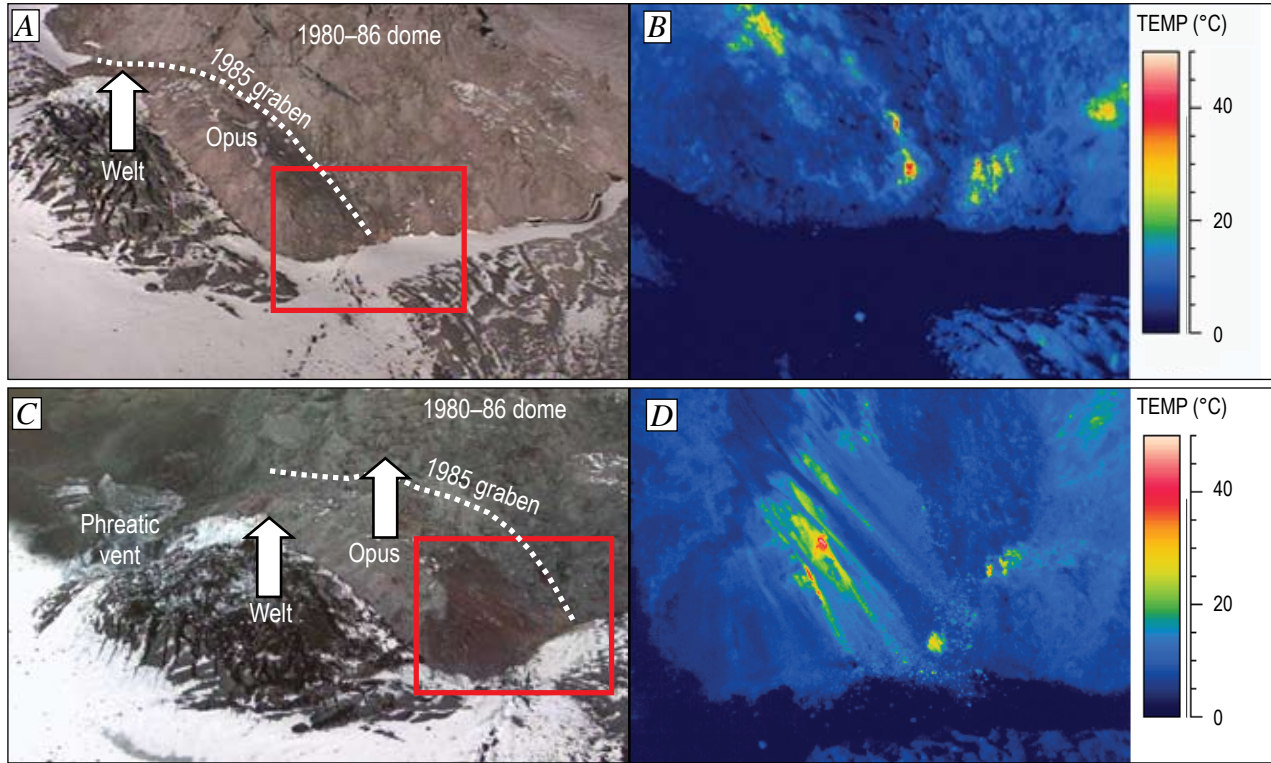 A
1980–86 dome
1985 graben
Opus
Welt
B
TEMP (°C)
40
20
0
C
1980–86 dome
1985 graben
Phreatic
vent
Opus
Welt
D
TEMP (°C)
40
20
0